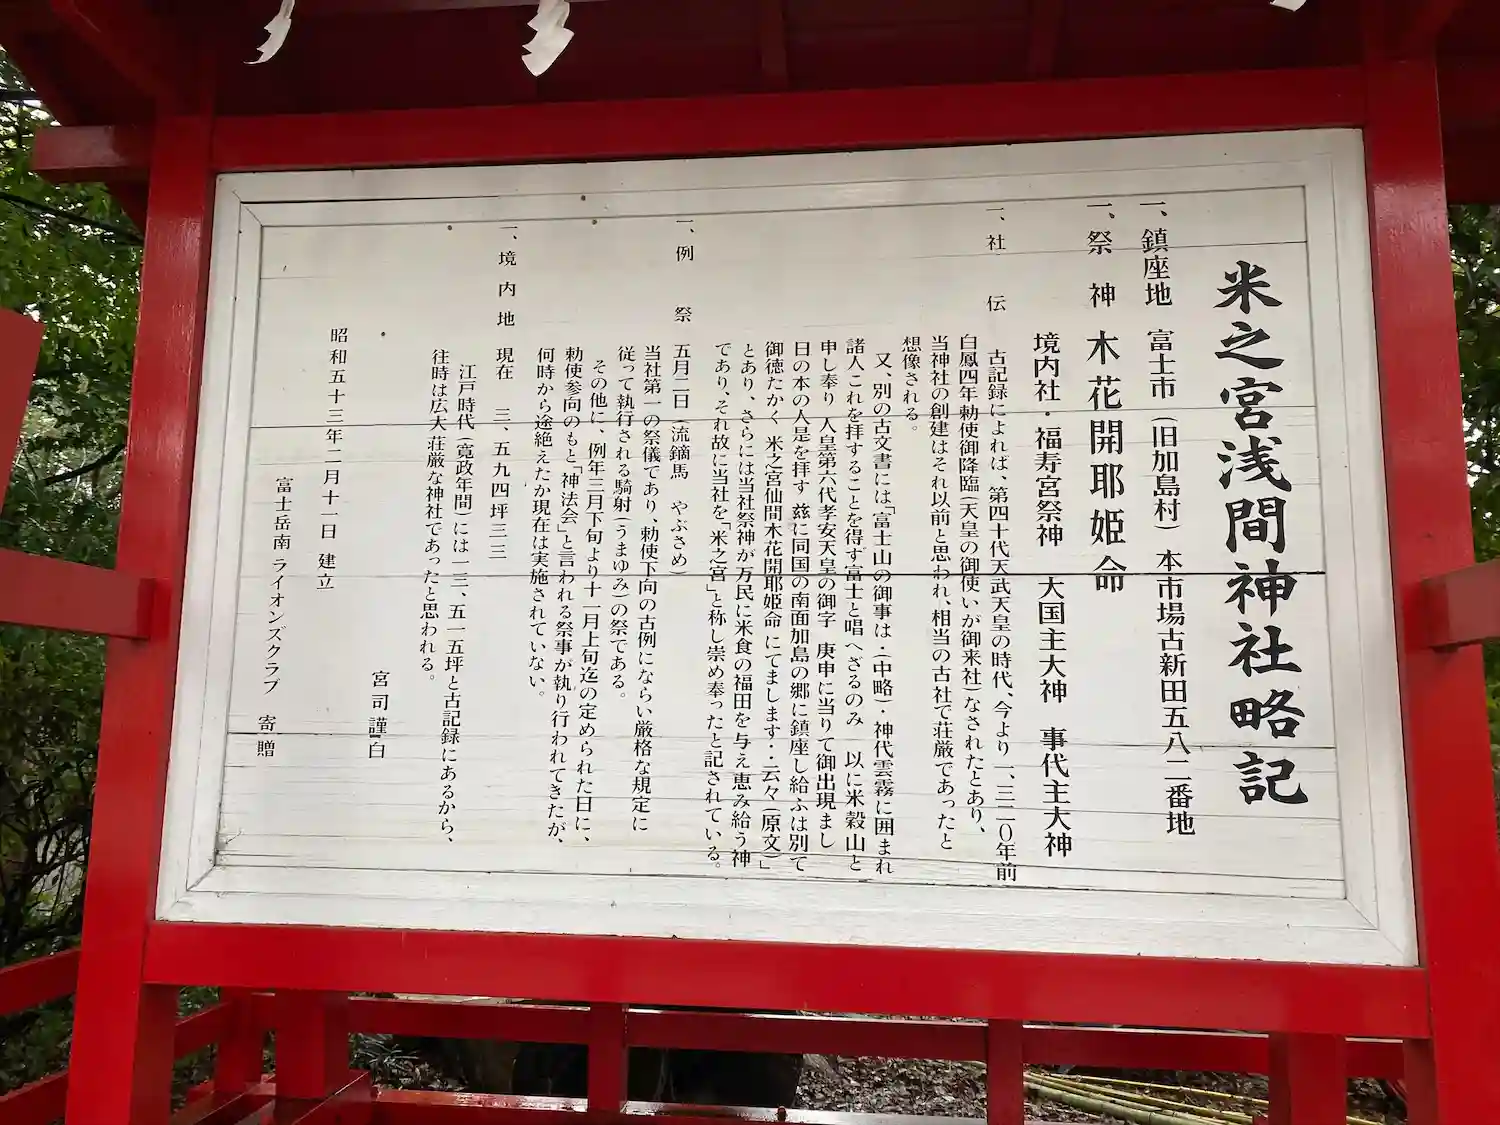 米之宮浅間神社略記
一、鎮座地 富士市(旧加島村) 本市場古新田五八二番地
一、祭神 木花開耶姫命
境内社・福寿宮祭神 大国主大神 事代主大神
一、社伝 古記録によれば、第四十代天武天皇の時代、今より一、三二〇年前
白鳳四年勅使御降臨(天皇の御使いが御来社)なされたとあり、
当神社の創建はそれ以前と思われ、相当の古社で荘厳であったと
想像される。
又、別の古文書には「富士山の御事は・(中略)・神代雲霧に囲まれ
諸人これを拝することを得ず富士と唱へざるのみ 以に米穀山と
申し奉り 人皇第六代孝安天皇の御字 庚申に当りて御出現まし
日の本の人是を拝す 茲に同国の南面加島の郷に鎮座し給ふは別て
御徳たかく 米之宮仙間木花開耶姫命 にてまします・・云々(原文)」
とあり、さらには当社祭神が万民に米食の福田を与え恵み給う神
であり、それ故に当社を「米之宮」と称し崇め奉ったと記されている。
一、例祭 五月二日(流鏑馬 やぶさめ)
当社第一の祭儀であり、勅使下向の古例にならい厳格な規定に
従って執行される騎射(うまゆみ)の祭である。
その他に、例年三月下旬より十一月上旬迄の定められた日に、
勅使参向のもと「神法会」と言われる祭事が執り行われてきたが、
何時から途絶えたか現在は実施されていない。
一、境内地 現在 三、五九四坪三三
江戸時代(寛政年間)には一三、五一五坪と古記録にあるから、
往時は広大荘厳な神社であったと思われる。
宮司謹白
昭和五十三年二月十一日 建立
富士岳南ライオンズクラブ 寄贈